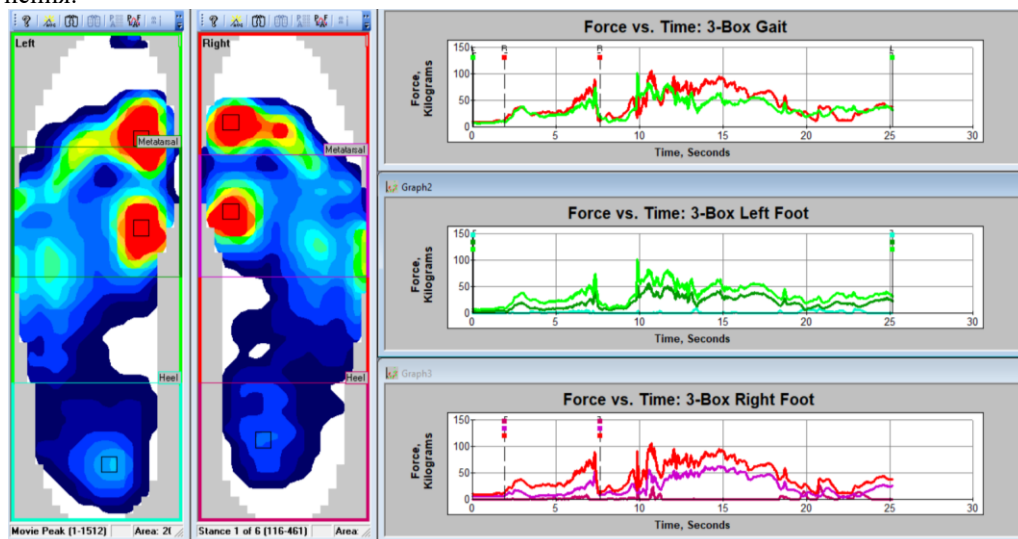 нения.
Left
Metatarsal
Heel
Movie Peak (1-1512)
Right
Metatarsal
Heel
Stance 1 of 6 (116-461)
Area:
Force vs. Time: 3-Box Gait
Force,
Kilograms
150
100
50
0
0 5 10 15 20 25 30
Time, Seconds
Graph2
Force vs. Time: 3-Box Left Foot
Force,
Kilograms
150
100
50
0
0 5 10 15 20 25 30
Time, Seconds
Graph3
Force vs. Time: 3-Box Right Foot
Force,
Kilograms
150
100
50
0
0 5 10 15 20 25 30
Time, Seconds